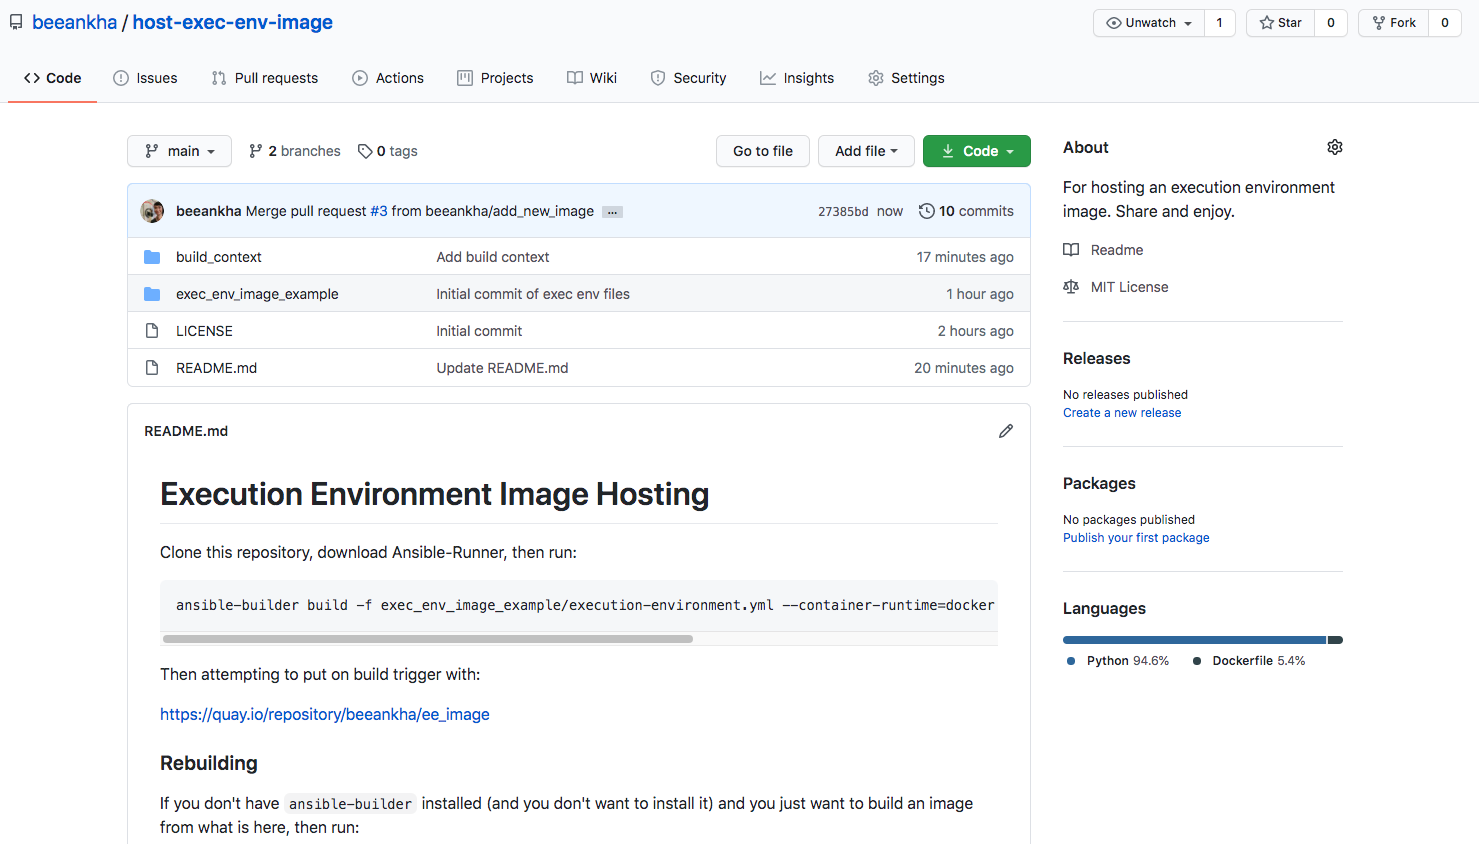 beeankha / host-exec-env-image
Unwatch 1 Star 0 Fork 0
Code Issues Pull requests Actions Projects Wiki Security Insights Settings
main 2 branches 0 tags Go to file Add file Code
beeankha Merge pull request #3 from beeankha/add_new_image ... 27385bd now 10 commits
build_context Add build context 17 minutes ago
exec_env_image_example Initial commit of exec env files 1 hour ago
LICENSE Initial commit 2 hours ago
README.md Update README.md 20 minutes ago
README.md
Execution Environment Image Hosting
Clone this repository, download Ansible-Runner, then run:
ansible-builder build -f exec_env_image_example/execution-environment.yml --container-runtime=docker
Then attempting to put on build trigger with:
https://quay.io/repository/beeankha/ee_image
Rebuilding
If you don't have ansible-builder installed (and you don't want to install it) and you just want to build an image
from what is here, then run:
About
For hosting an execution environment
image. Share and enjoy.
Readme
MIT License
Releases
No releases published
Create a new release
Packages
No packages published
Publish your first package
Languages
Python 94.6% Dockerfile 5.4%